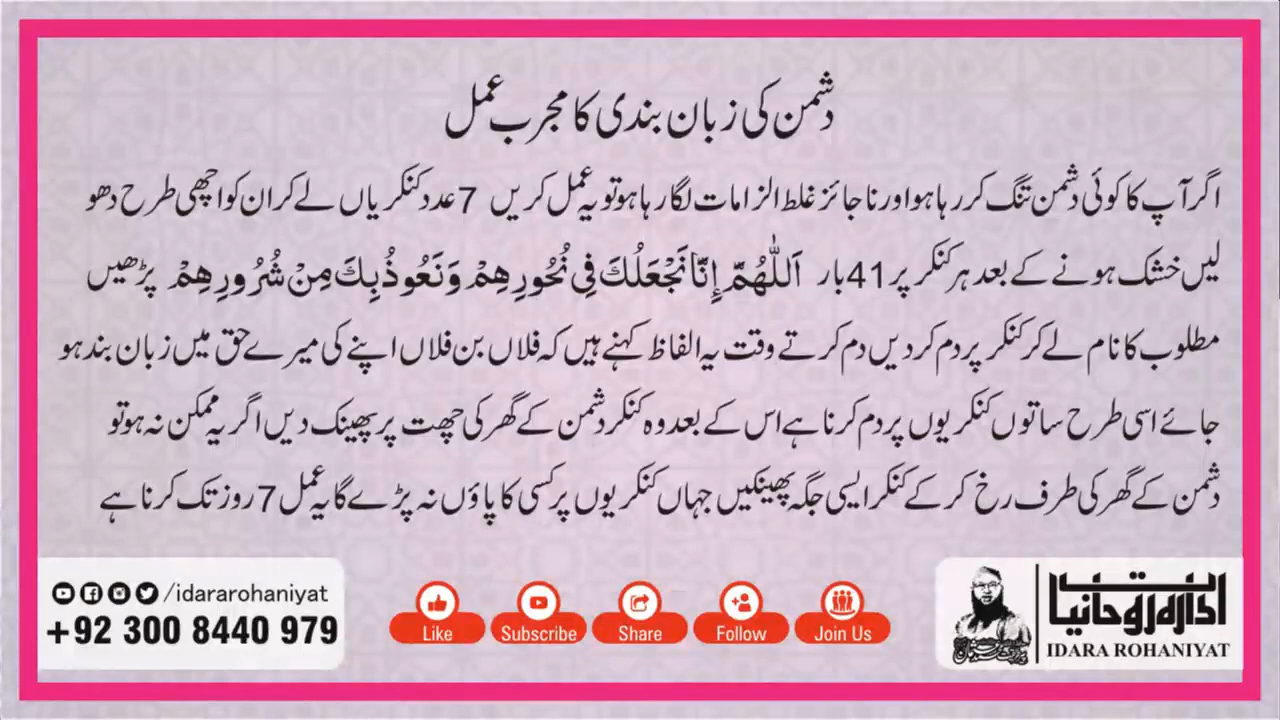 دشمن کی زبان بندی کا مجرب عمل
اگر آپ کا کوئی دشمن تنگ کر رہا ہو اور ناجائز غلط الزامات لگا رہا ہو تو یہ عمل کریں 7 عدد کنکریاں لے کر ان کو اچھی طرح دھو
لیں خشک ہونے کے بعد ہر کنکر پر 41 بار اَللّٰهُمَّ إِنَّا نَجْعَلُكَ فِي نُحُورِهِمْ وَنَعُوذُ بِكَ مِنْ شُرُورِهِمْ پڑھیں
مطلوب کا نام لے کر کنکر پر دم کر دیں دم کرتے وقت یہ الفاظ کہنے ہیں کہ فلاں بن فلاں اپنے کی میرے حق میں زبان بند ہو
جائے اسی طرح ساتوں کنکریوں پر دم کرنا ہے اس کے بعد وہ کنکر دشمن کے گھر کی چھت پر پھینک دیں اگر یہ ممکن نہ ہو تو
دشمن کے گھر کی طرف رخ کر کے کنکر ایسی جگہ پھینکیں جہاں کنکریوں پر کسی کا پاؤں نہ پڑے گا یہ عمل 7 روز تک کرنا ہے
/idararohaniyat
+92 300 8440 979
Like
Subscribe
Share
Follow
Join Us
ادارہ روحانیات
IDARA ROHANIYAT